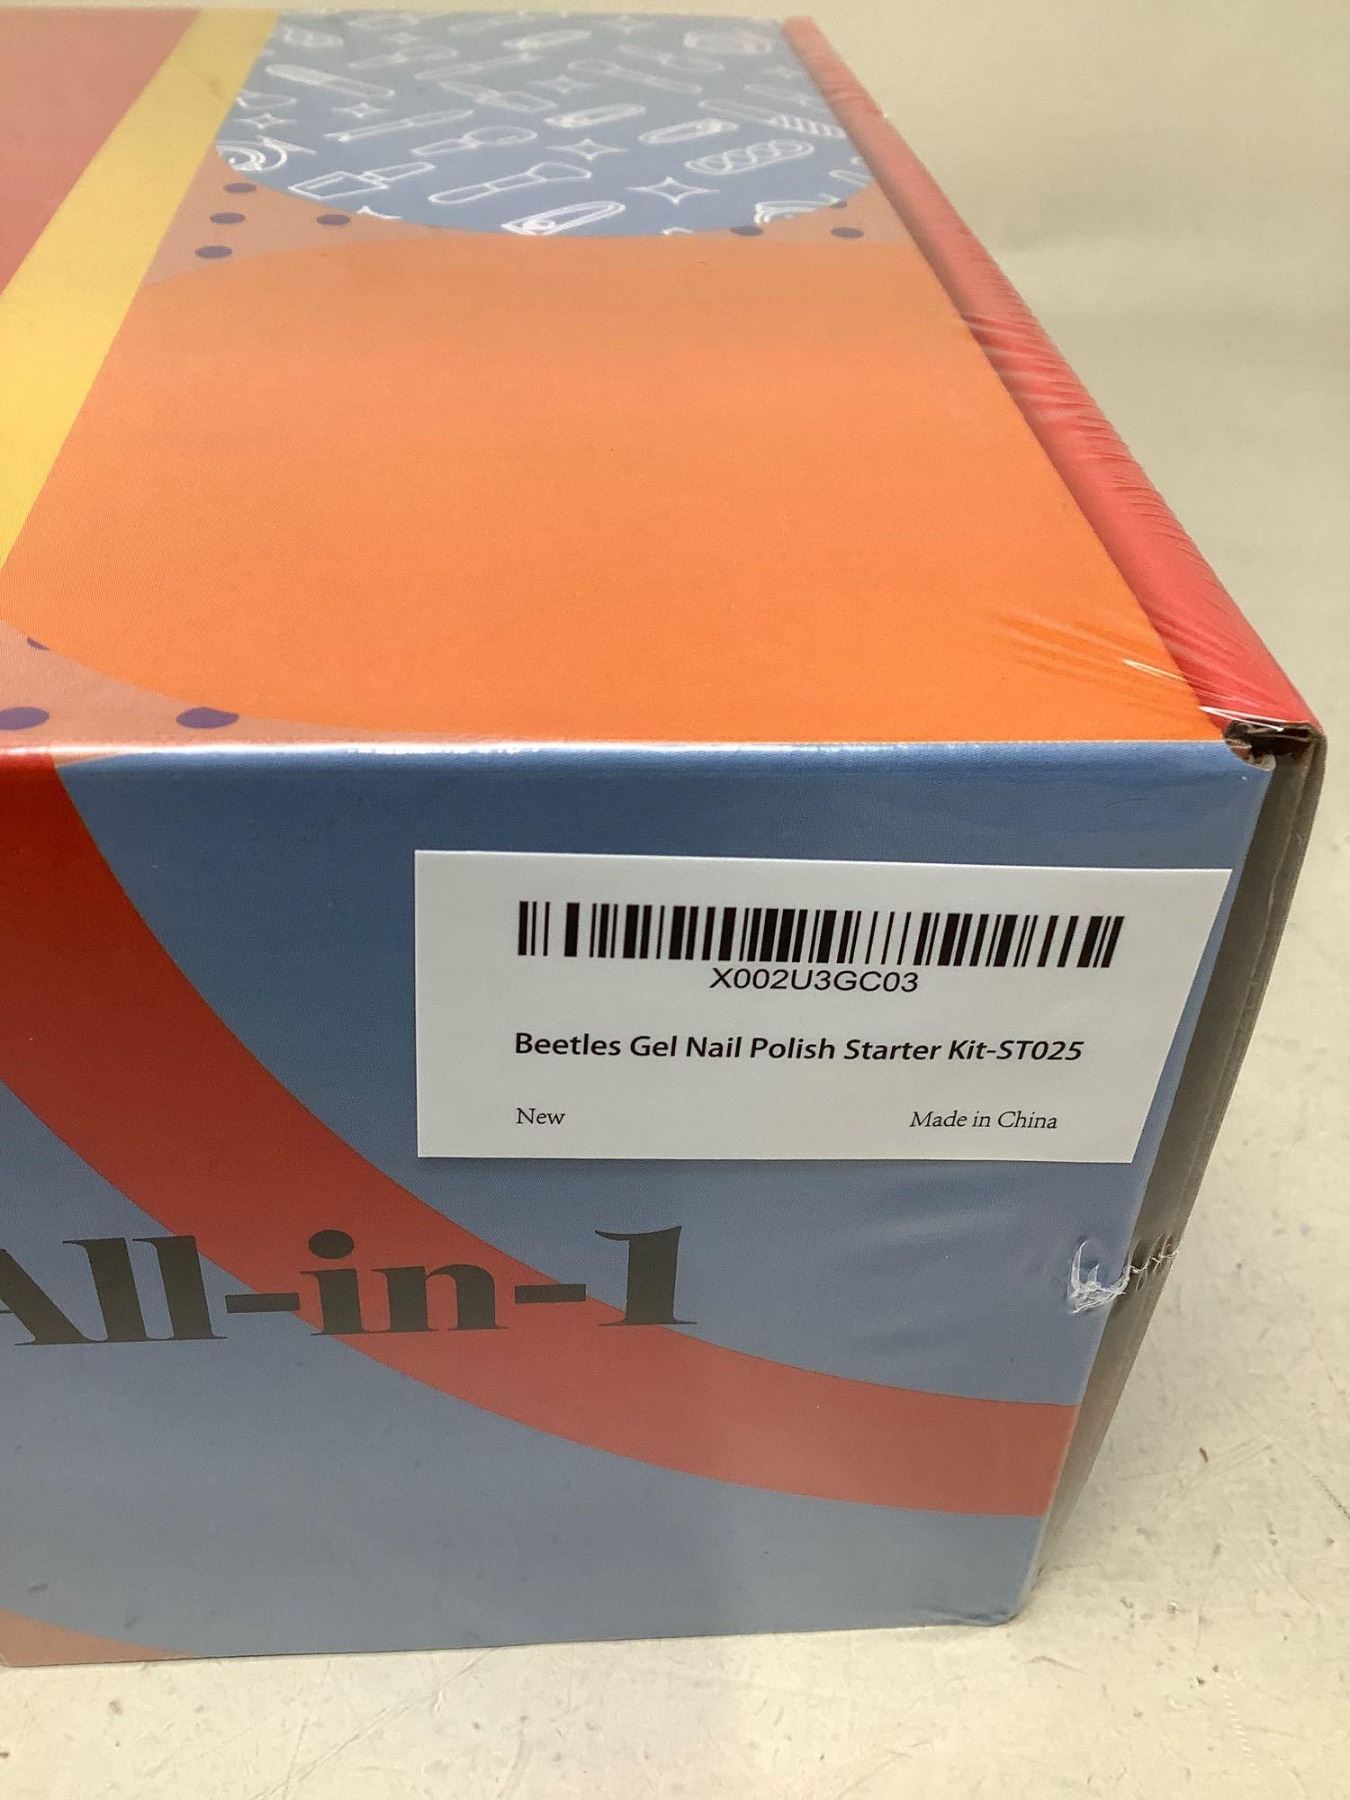 X002U3GC03
Beetles Gel Nail Polish Starter Kit-ST025
New Made in China
All-in-1